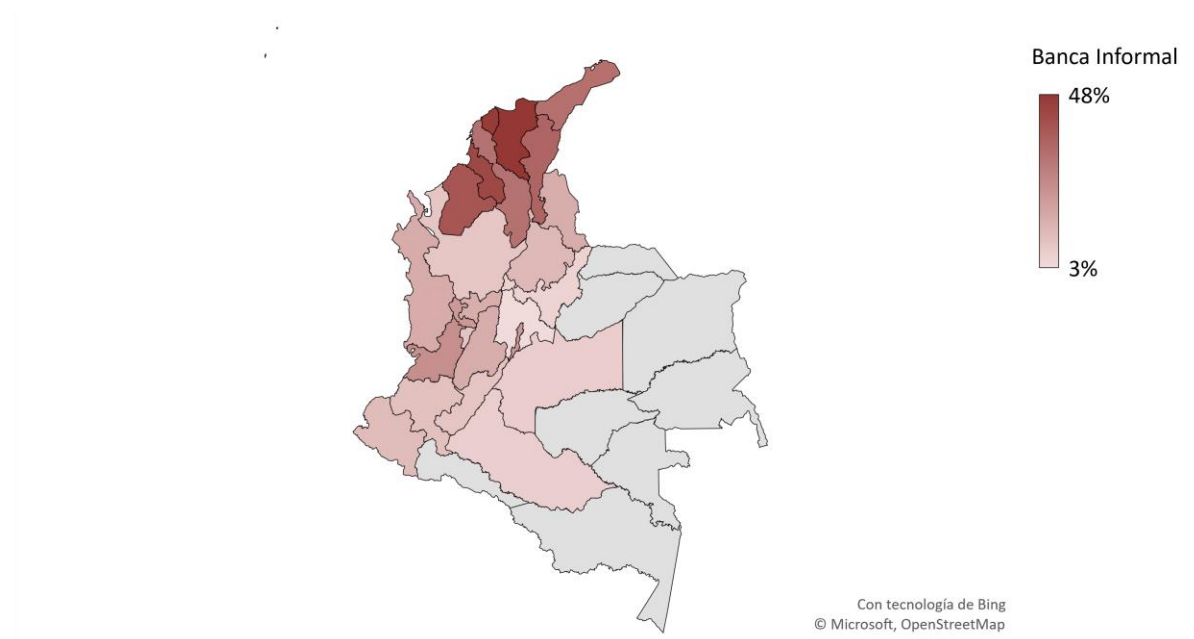 Banca Informal
48%
3%
Con tecnología de Bing
© Microsoft, OpenStreetMap